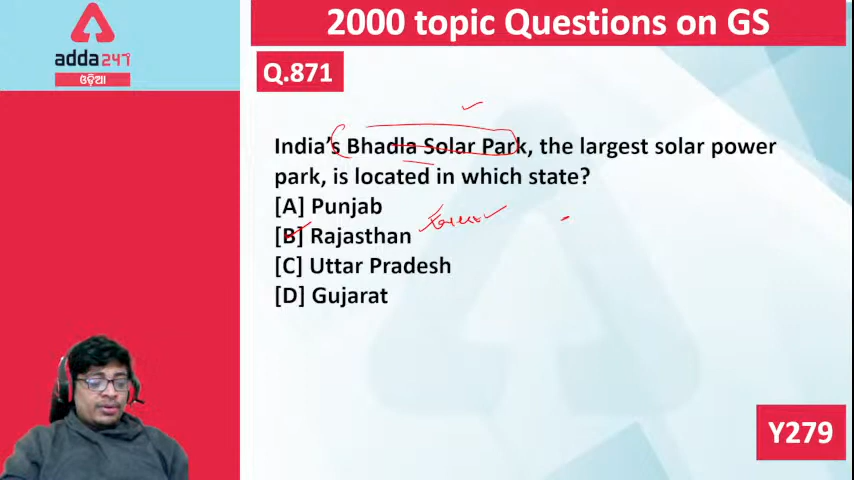 2000 topic Questions on GS
adda247
ଓଡ଼ିଆ
Q.871
India's Bhadla Solar Park, the largest solar power
park, is located in which state?
[A] Punjab
[B] Rajasthan
[C] Uttar Pradesh
[D] Gujarat
Y279